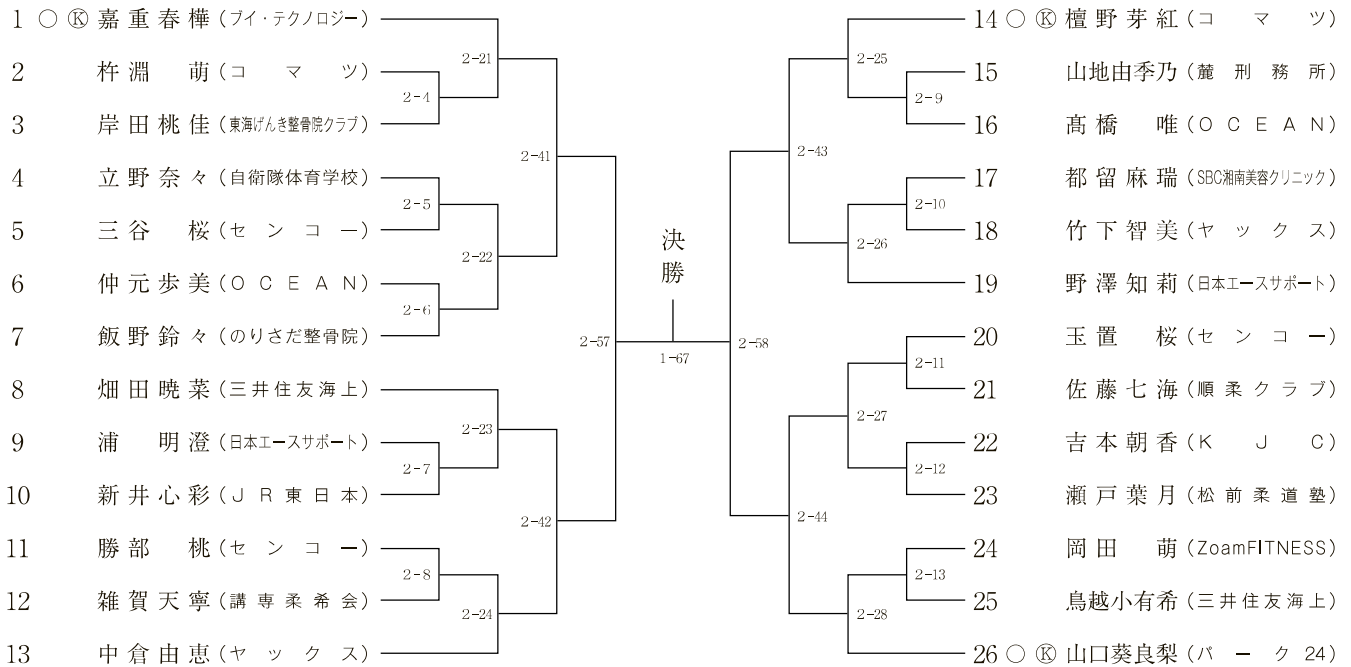 1 ○ Ⓚ 嘉重春樺(ブイ・テクノロジー)
2 杵淵 萌(コマツ)
3 岸田桃佳(東海げんき整骨院クラブ)
4 立野奈々(自衛隊体育学校)
5 三谷 桜(センコー)
6 仲元歩美(OCEAN)
7 飯野鈴々(のりさだ整骨院)
8 畑田暁菜(三井住友海上)
9 浦 明澄(日本エースサポート)
10 新井心彩(JR東日本)
11 勝部 桃(センコー)
12 雑賀天寧(講専柔希会)
13 中倉由恵(ヤックス)
2-21
2-4
2-41
2-5
2-22
2-6
2-57
2-23
2-7
2-42
2-8
2-24
決勝
1-67
14 ○ Ⓚ 檀野芽紅(コマツ)
15 山地由季乃(麓刑務所)
16 髙橋 唯(OCEAN)
17 都留麻瑞(SBC湘南美容クリニック)
18 竹下智美(ヤックス)
19 野澤知莉(日本エースサポート)
20 玉置 桜(センコー)
21 佐藤七海(順柔クラブ)
22 吉本朝香(KJC)
23 瀬戸葉月(松前柔道塾)
24 岡田 萌(ZoamFITNESS)
25 鳥越小有希(三井住友海上)
26 ○ Ⓚ 山口葵良梨(パーク24)
2-25
2-9
2-43
2-10
2-26
2-58
2-11
2-27
2-12
2-44
2-13
2-28